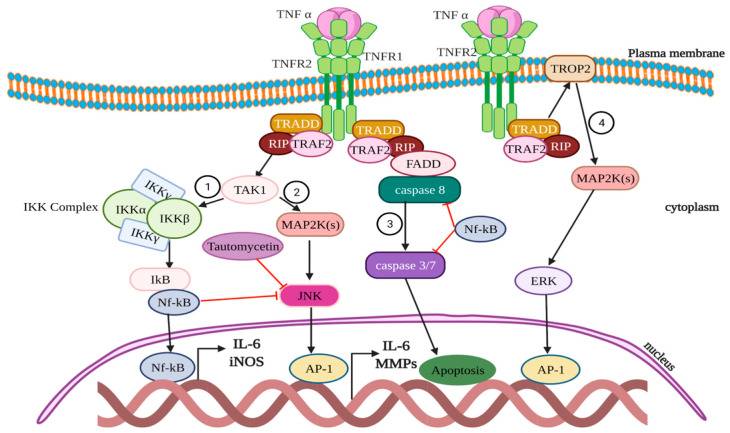 TNF α
TNF α
TNFR2
TNFR1
TNFR2
Plasma membrane
TROP2
TRADD
RIP
TRAF2
TRADD
TRAF2
RIP
FADD
TRADD
TRAF2
RIP
4
1
TAK1
2
caspase 8
MAP2K(s)
IKKγ
IKK Complex
IKKα
IKKβ
IKKγ
MAP2K(s)
3
Nf-kB
cytoplasm
Tautomycetin
caspase 3/7
IkB
Nf-kB
JNK
ERK
nucleus
IL-6
iNOS
IL-6
MMPs
Nf-kB
AP-1
Apoptosis
AP-1